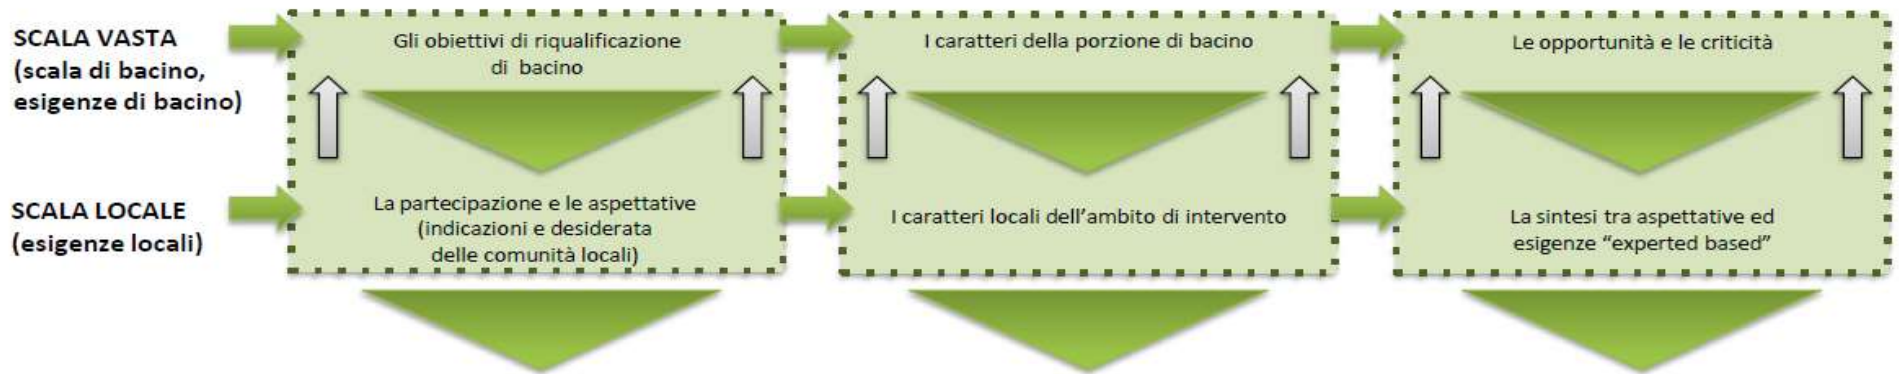 SCALA VASTA
(scala di bacino,
esigenze di bacino)
Gli obiettivi di riqualificazione
di bacino
I caratteri della porzione di bacino
Le opportunità e le criticità
SCALA LOCALE
(esigenze locali)
La partecipazione e le aspettative
(indicazioni e desiderata
delle comunità locali)
I caratteri locali dell'ambito di intervento
La sintesi tra aspettative ed
esigenze "experted based"